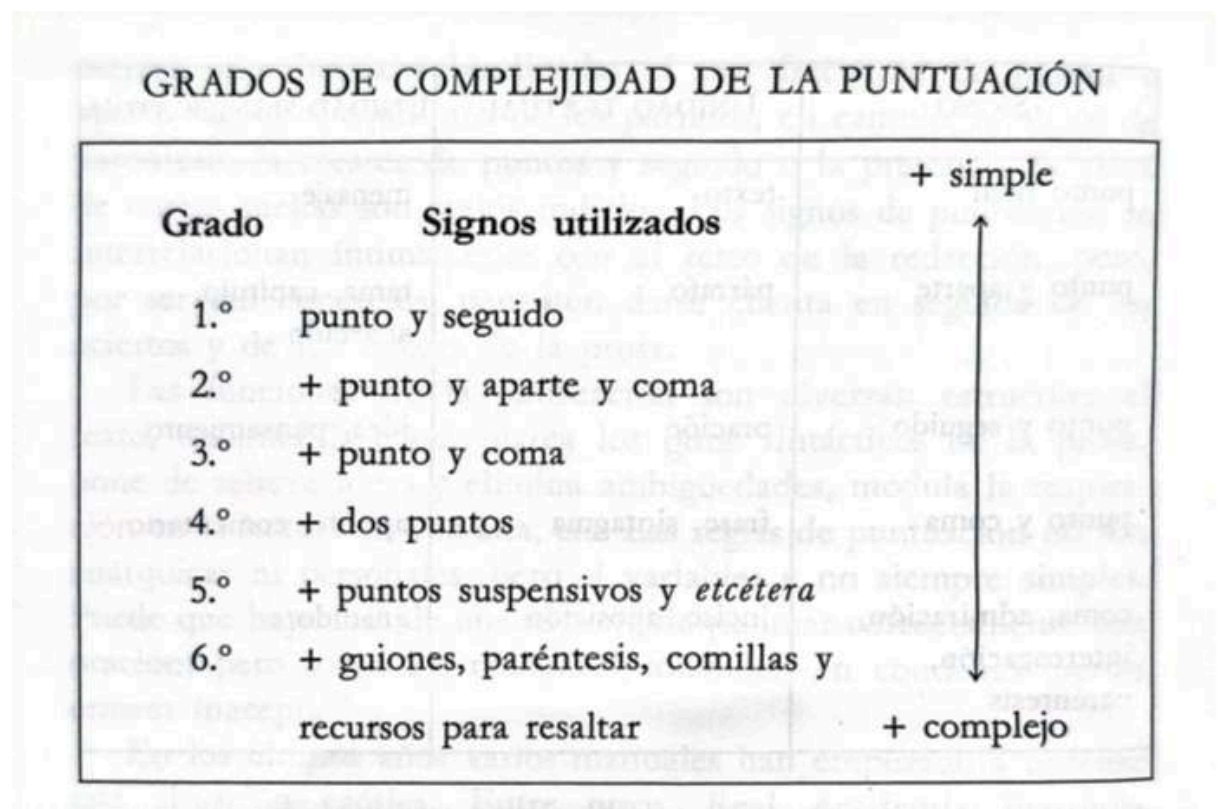 GRADOS DE COMPLEJIDAD DE LA PUNTUACIÓN
+ simple
Grado Signos utilizados
1.º punto y seguido
2.º + punto y aparte y coma
3.º + punto y coma
4.º + dos puntos
5.º + puntos suspensivos y etcétera
6.º + guiones, paréntesis, comillas y
recursos para resaltar + complejo